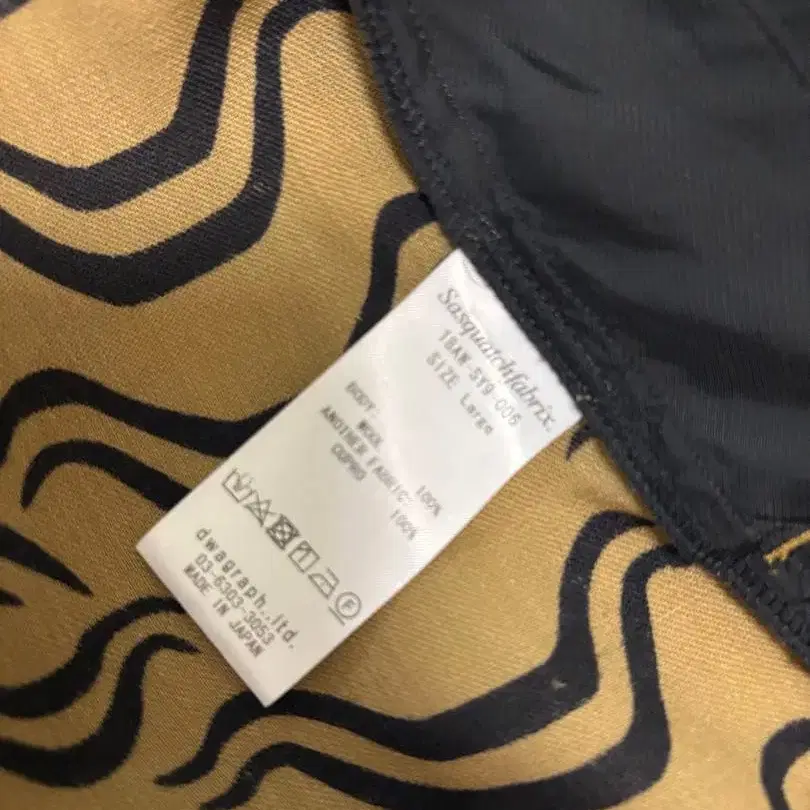 Sasquatchfabrix.
18AW-SY9-006
SIZE Large
BODY:
WOOL 100%
ANOTHER FABRIC:
CUPRO 100%
F
dwagraph.,ltd.
03-6303-3053
MADE IN JAPAN